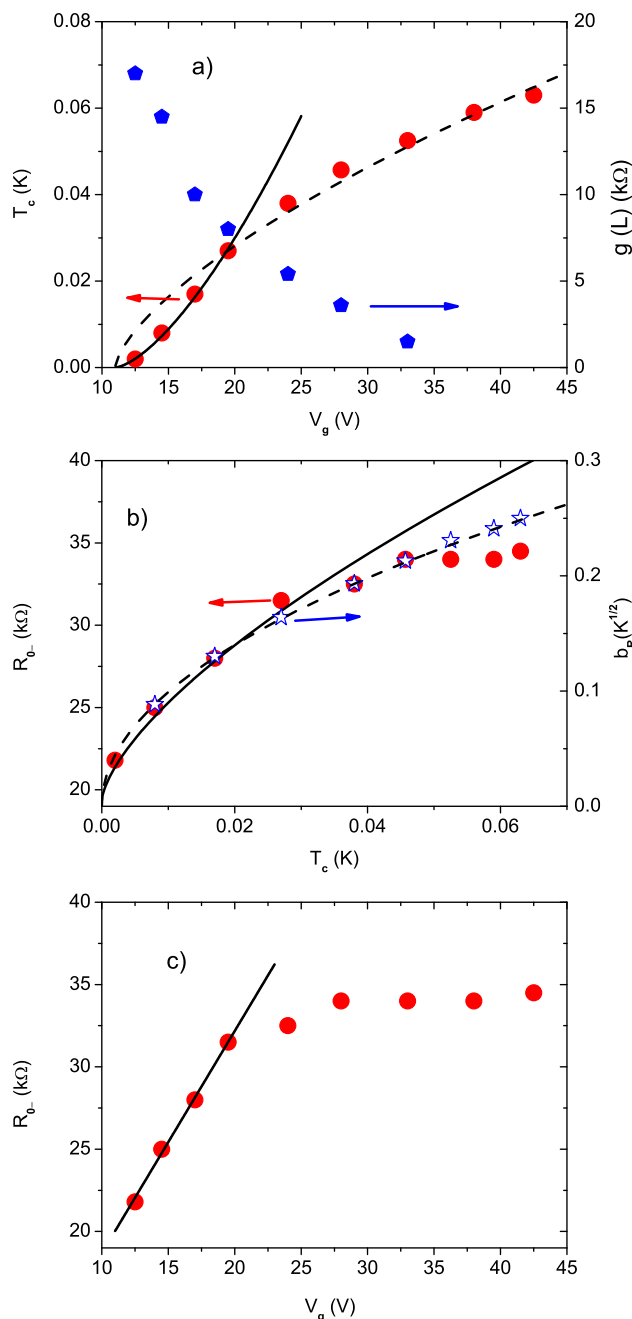 a)
0.08
0.06
0.04
0.02
0.00
T_c (K)
20
15
10
5
0
g (L) (kΩ)
10 15 20 25 30 35 40 45
V_g (V)
b)
40
35
30
25
20
R_0– (kΩ)
0.3
0.2
0.1
0.0
b_P(K^1/2)
0.00 0.02 0.04 0.06
T_c (K)
c)
40
35
30
25
20
R_0– (kΩ)
10 15 20 25 30 35 40 45
V_g (V)